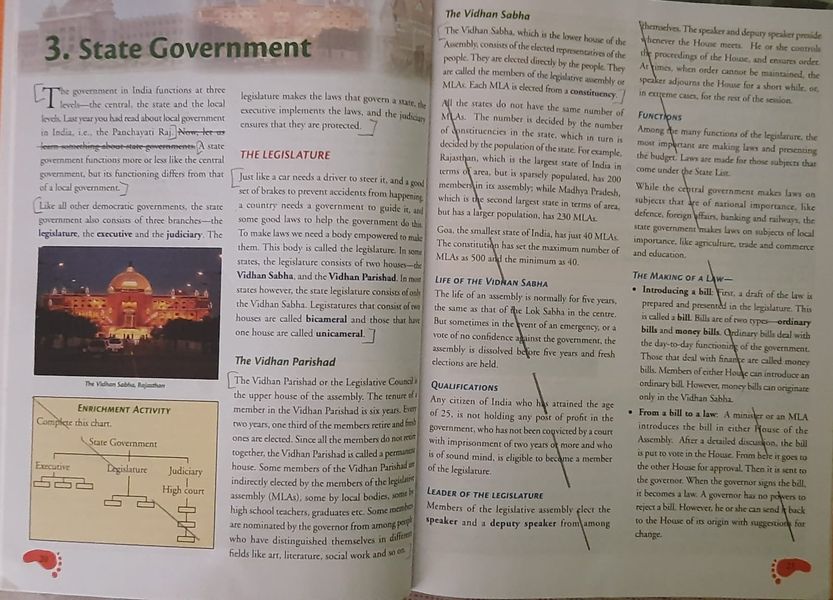 3. State Government
The government in India functions at three
levels—the central, the state and the local
levels. Last year you had read about local government
in India, i.e., the Panchayati Raj. Now, let us
learn something about state governments. A state
government functions more or less like the central
government, but its functioning differs from that
of a local government.
Like all other democratic governments, the state
government also consists of three branches—the
legislature, the executive and the judiciary. The
The Vidhan Sabha, Rajasthan
ENRICHMENT ACTIVITY
Complete this chart.
State Government
Executive Legislature Judiciary
High court
20
legislature makes the laws that govern a state, the
executive implements the laws, and the judiciary
ensures that they are protected.
THE LEGISLATURE
Just like a car needs a driver to steer it, and a good
set of brakes to prevent accidents from happening,
a country needs a government to guide it, and
some good laws to help the government do this.
To make laws we need a body empowered to make
them. This body is called the legislature. In some
states, the legislature consists of two houses—the
Vidhan Sabha, and the Vidhan Parishad. In most
states however, the state legislature consists of only
the Vidhan Sabha. Legistarures that consist of two
houses are called bicameral and those that have
one house are called unicameral.
The Vidhan Parishad
The Vidhan Parishad or the Legislative Council is
the upper house of the assembly. The tenure of a
member in the Vidhan Parishad is six years. Every
two years, one third of the members retire and fresh
ones are elected. Since all the members do not retire
together, the Vidhan Parishad is called a permanent
house. Some members of the Vidhan Parishad are
indirectly elected by the members of the legislative
assembly (MLAs), some by local bodies, some by
high school teachers, graduates etc. Some members
are nominated by the governor from among people
who have distinguished themselves in different
fields like art, literature, social work and so on.
The Vidhan Sabha
The Vidhan Sabha, which is the lower house of the
Assembly, consists of the elected representatives of the
people. They are elected directly by the people. They
are called the members of the legislative assembly or
MLAs. Each MLA is elected from a constituency.
All the states do not have the same number of
MLAs. The number is decided by the number
of constituencies in the state, which in turn is
decided by the population of the state. For example,
Rajasthan, which is the largest state of India in
terms of area, but is sparsely populated, has 200
members in its assembly; while Madhya Pradesh,
which is the second largest state in terms of area,
but has a larger population, has 230 MLAs.
Goa, the smallest state of India, has just 40 MLAs.
The constitution has set the maximum number of
MLAs as 500 and the minimum as 40.
LIFE OF THE VIDHAN SABHA
The life of an assembly is normally for five years,
the same as that of the Lok Sabha in the centre.
But sometimes in the event of an emergency, or a
vote of no confidence against the government, the
assembly is dissolved before five years and fresh
elections are held.
QUALIFICATIONS
Any citizen of India who has attained the age
of 25, is not holding any post of profit in the
government, who has not been convicted by a court
with imprisonment of two years or more and who
is of sound mind, is eligible to become a member
of the legislature.
LEADER OF THE LEGISLATURE
Members of the legislative assembly elect the
speaker and a deputy speaker from among
themselves. The speaker and deputy speaker preside
whenever the House meets. He or she controls
the proceedings of the House, and ensures order.
At times, when order cannot be maintained, the
speaker adjourns the House for a short while, or,
in extreme cases, for the rest of the session.
FUNCTIONS
Among the many functions of the legislature, the
most important are making laws and presenting
the budget. Laws are made for those subjects that
come under the State List.
While the central government makes laws on
subjects that are of national importance, like
defence, foreign affairs, banking and railways, the
state government makes laws on subjects of local
importance, like agriculture, trade and commerce
and education.
THE MAKING OF A LAW—
• Introducing a bill: First, a draft of the law is
prepared and presented in the legislature. This
is called a bill. Bills are of two types—ordinary
bills and money bills. Ordinary bills deal with
the day-to-day functioning of the government.
Those that deal with finance are called money
bills. Members of either House can introduce an
ordinary bill. However, money bills can originate
only in the Vidhan Sabha.
• From a bill to a law: A minister or an MLA
introduces the bill in either House of the
Assembly. After a detailed discussion, the bill
is put to vote in the House. From here it goes to
the other House for approval. Then it is sent to
the governor. When the governor signs the bill,
it becomes a law. A governor has no powers to
reject a bill. However, he or she can send it back
to the House of its origin with suggestions for
change.
21